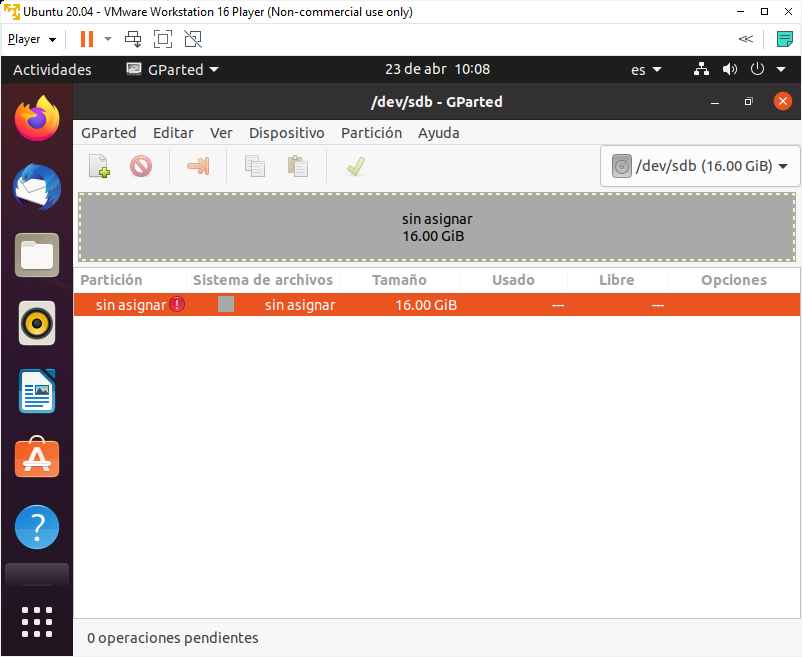 Ubuntu 20.04 - VMware Workstation 16 Player (Non-commercial use only)
Player
Actividades GParted 23 de abr 10:08 es
/dev/sdb - GParted
GParted Editar Ver Dispositivo Partición Ayuda
/dev/sdb (16.00 GiB)
sin asignar
16.00 GiB
Partición Sistema de archivos Tamaño Usado Libre Opciones
sin asignar sin asignar 16.00 GiB --- ---
0 operaciones pendientes